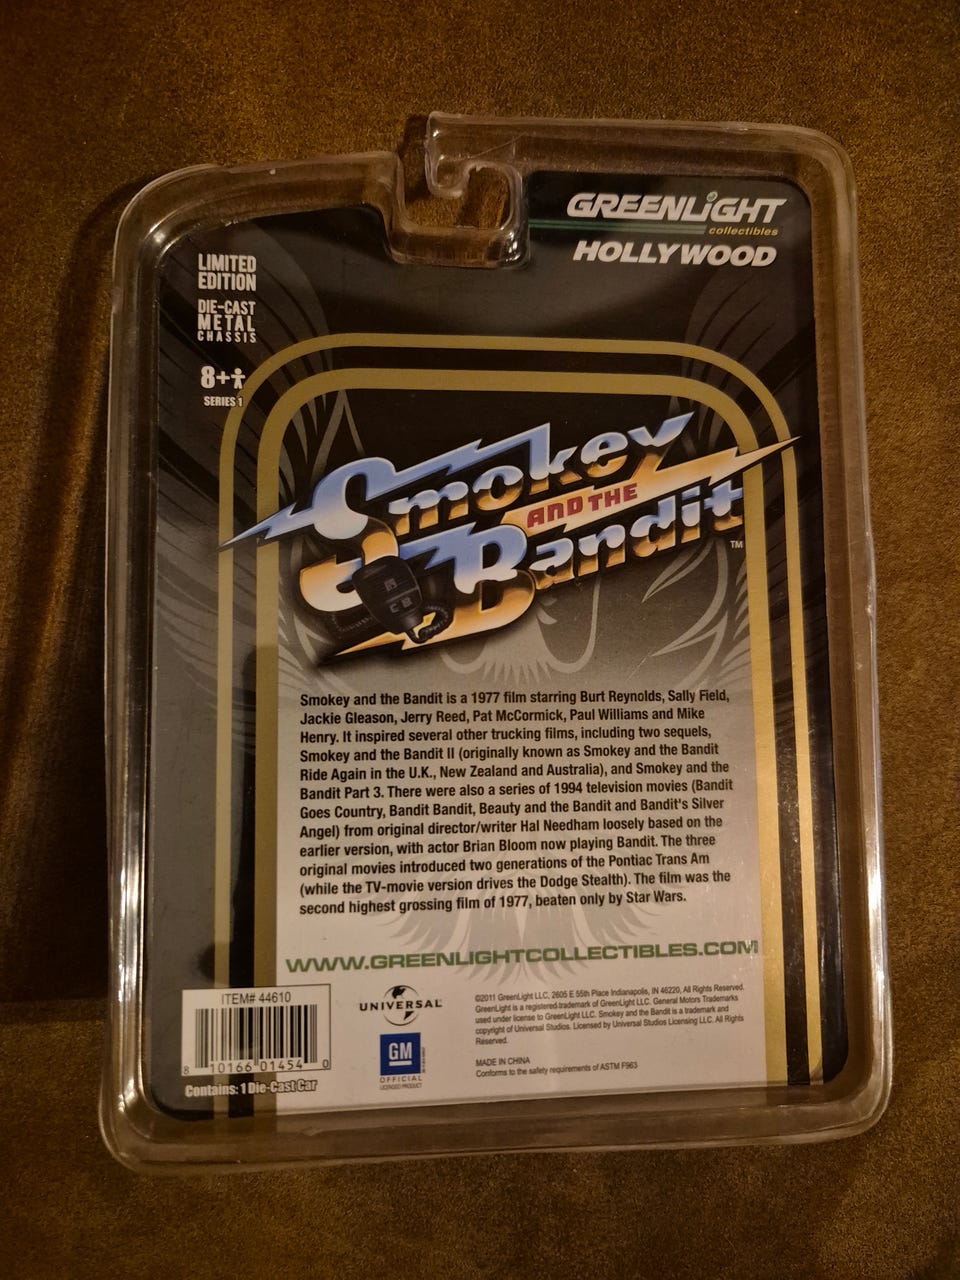 GREENLiGHT
collectibles
HOLLYWOOD
LIMITED
EDITION
DIE-CAST
METAL
CHASSIS
8+
SERIES 1
Smokey
AND THE
Bandit
TM
CB
Smokey and the Bandit is a 1977 film starring Burt Reynolds, Sally Field,
Jackie Gleason, Jerry Reed, Pat McCormick, Paul Williams and Mike
Henry. It inspired several other trucking films, including two sequels,
Smokey and the Bandit II (originally known as Smokey and the Bandit
Ride Again in the U.K., New Zealand and Australia), and Smokey and the
Bandit Part 3. There were also a series of 1994 television movies (Bandit
Goes Country, Bandit Bandit, Beauty and the Bandit and Bandit's Silver
Angel) from original director/writer Hal Needham loosely based on the
earlier version, with actor Brian Bloom now playing Bandit. The three
original movies introduced two generations of the Pontiac Trans Am
(while the TV-movie version drives the Dodge Stealth). The film was the
second highest grossing film of 1977, beaten only by Star Wars.
WWW.GREENLIGHTCOLLECTIBLES.COM
ITEM# 44610
8 10166 01454 0
Contains: 1 Die-Cast Car
UNIVERSAL
GM
OFFICIAL
LICENSED PRODUCT
©2011 GreenLight LLC, 2605 E 55th Place Indianapolis, IN 46220, All Rights Reserved.
GreenLight is a registered trademark of GreenLight LLC. General Motors Trademarks
used under license to GreenLight LLC. Smokey and the Bandit is a trademark and
copyright of Universal Studios. Licensed by Universal Studios Licensing LLC. All Rights
Reserved.
MADE IN CHINA
Conforms to the safety requirements of ASTM F963